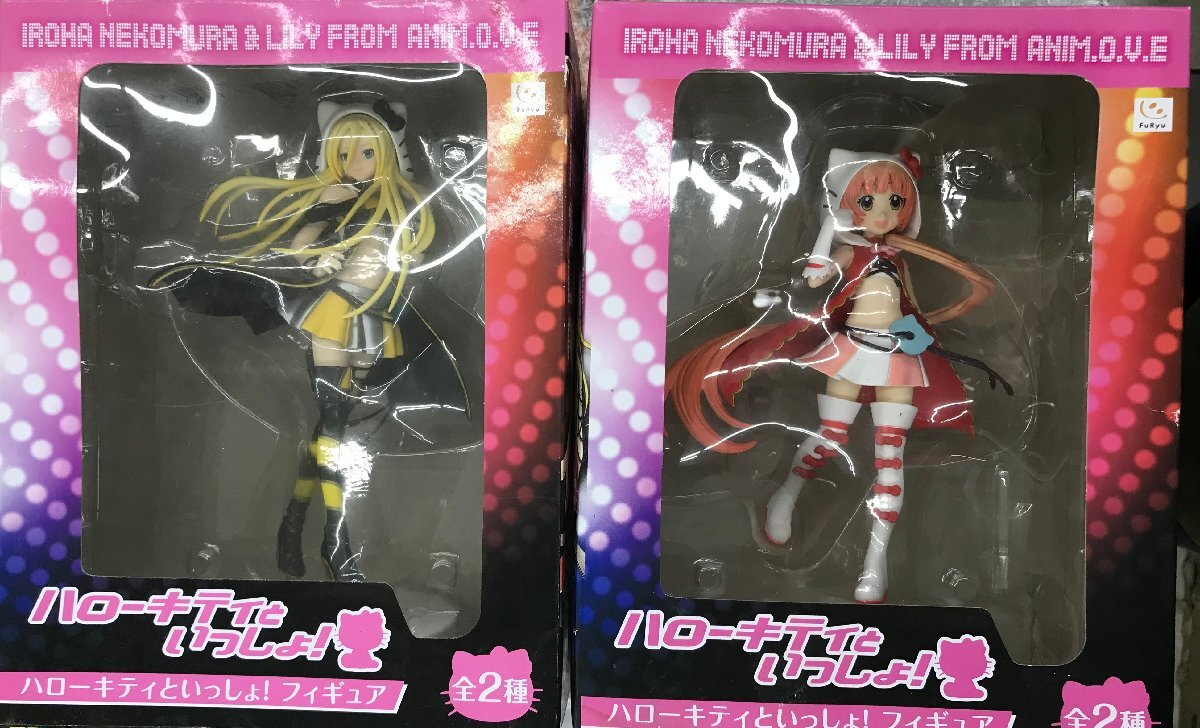 IROHA NEKOMURA & LILY FROM ANIM.O.V.E
FuRyu
ハローキティと
いっしょ!
ハローキティといっしょ! フィギュア
全2種
IROHA NEKOMURA & LILY FROM ANIM.O.V.E
FuRyu
ハローキティと
いっしょ!
ハローキティといっしょ! フィギュア
全2種